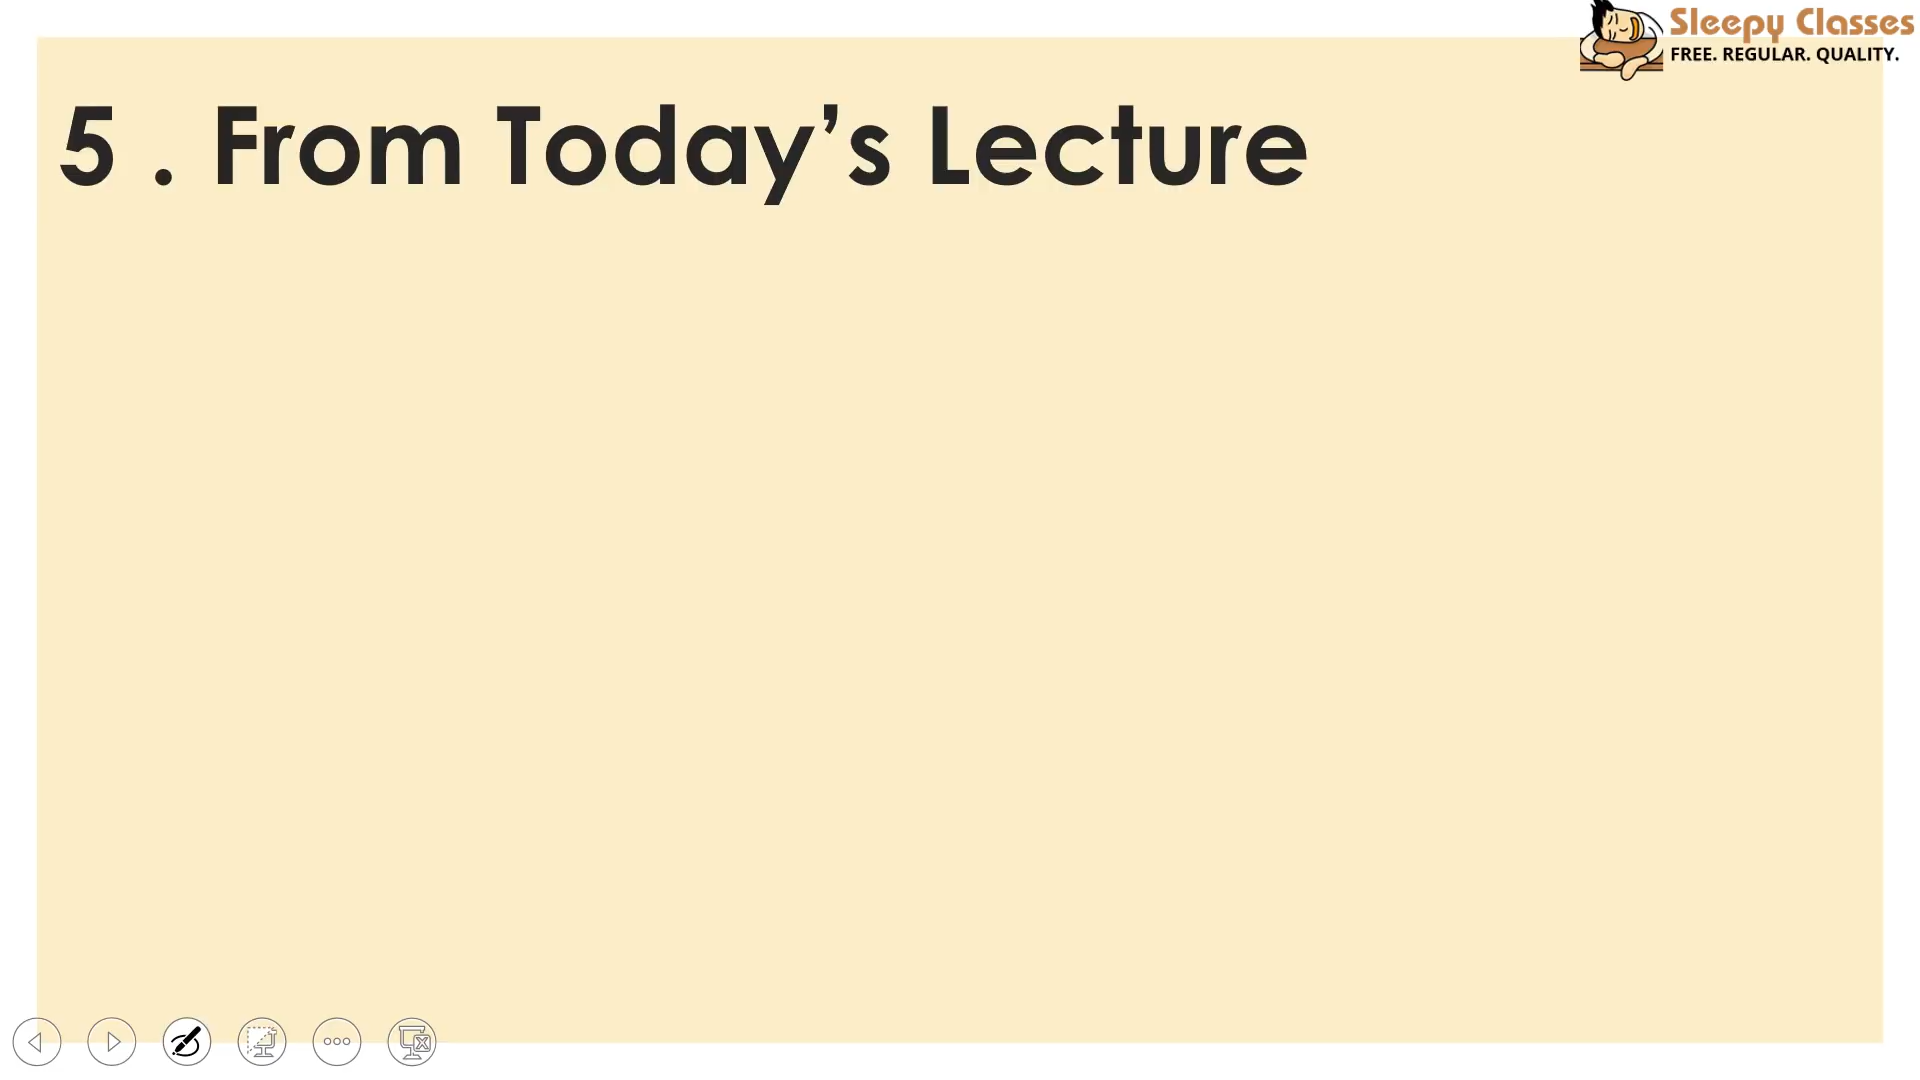 Sleepy Classes
FREE. REGULAR. QUALITY.
5 . From Today’s Lecture